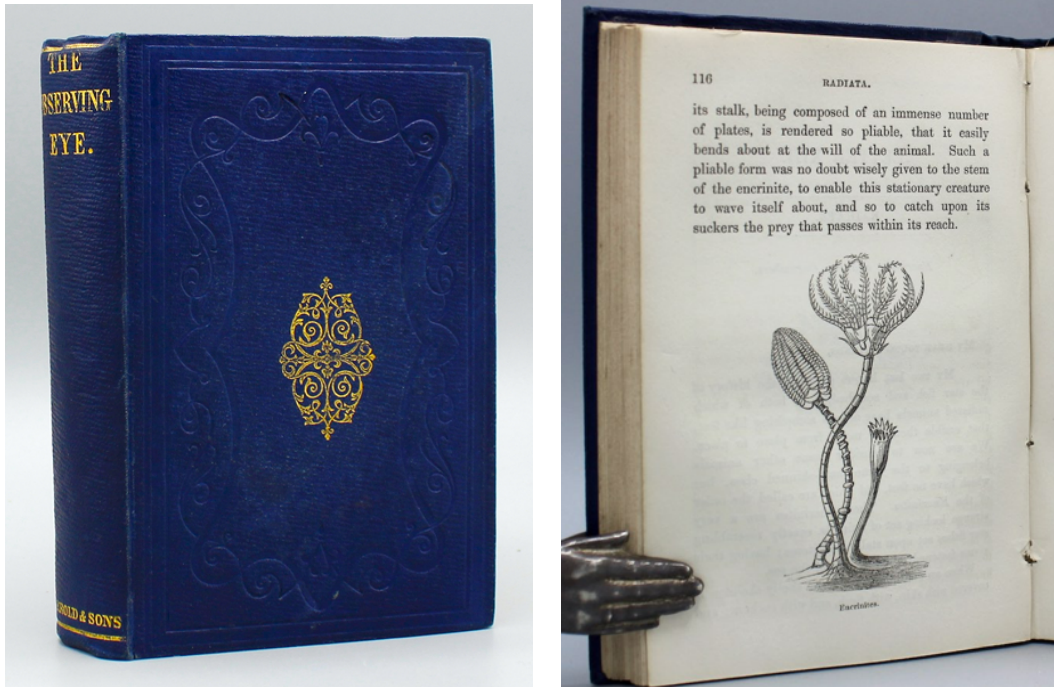 THE
BSERVING
EYE.
ROLD & SONS
116
RADIATA.
its stalk, being composed of an immense number
of plates, is rendered so pliable, that it easily
bends about at the will of the animal. Such a
pliable form was no doubt wisely given to the stem
of the encrinite, to enable this stationary creature
to wave itself about, and so to catch upon its
suckers the prey that passes within its reach.
Encrinites.